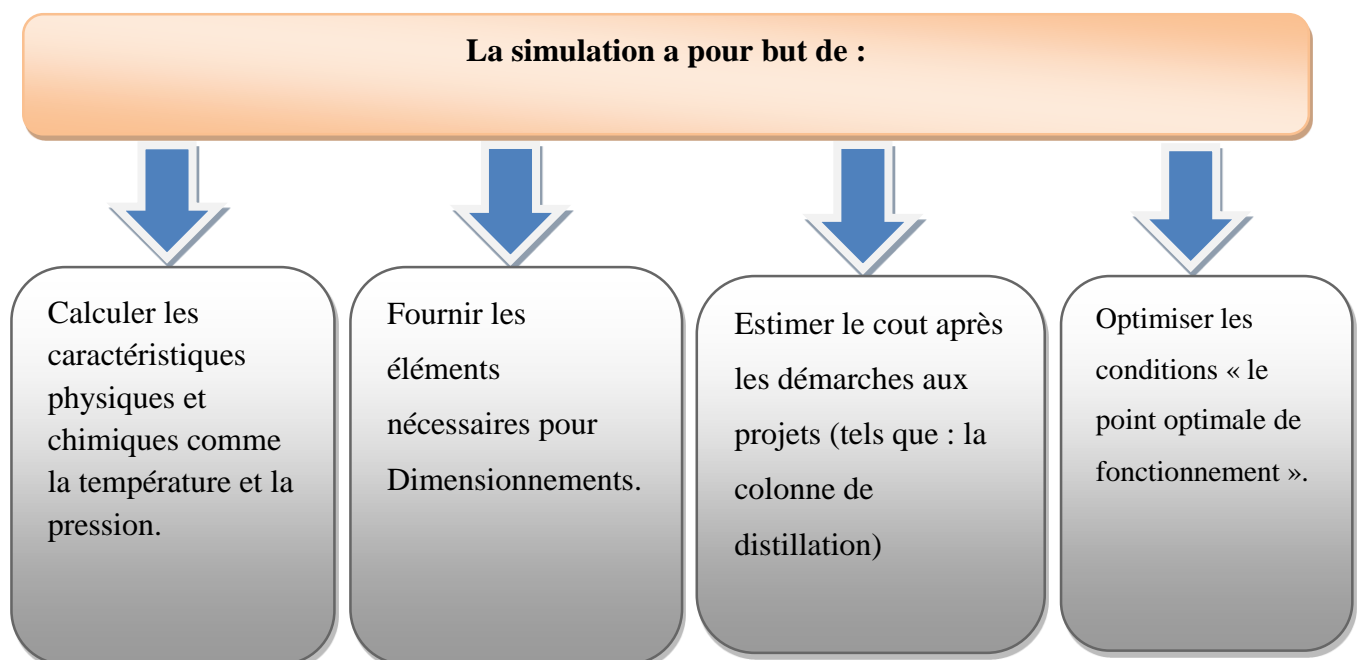 La simulation a pour but de :
Calculer les
caractéristiques
physiques et
chimiques comme
la température et la
pression.
Fournir les
éléments
nécessaires pour
Dimensionnements.
Estimer le cout après
les démarches aux
projets (tels que : la
colonne de
distillation)
Optimiser les
conditions « le
point optimale de
fonctionnement ».